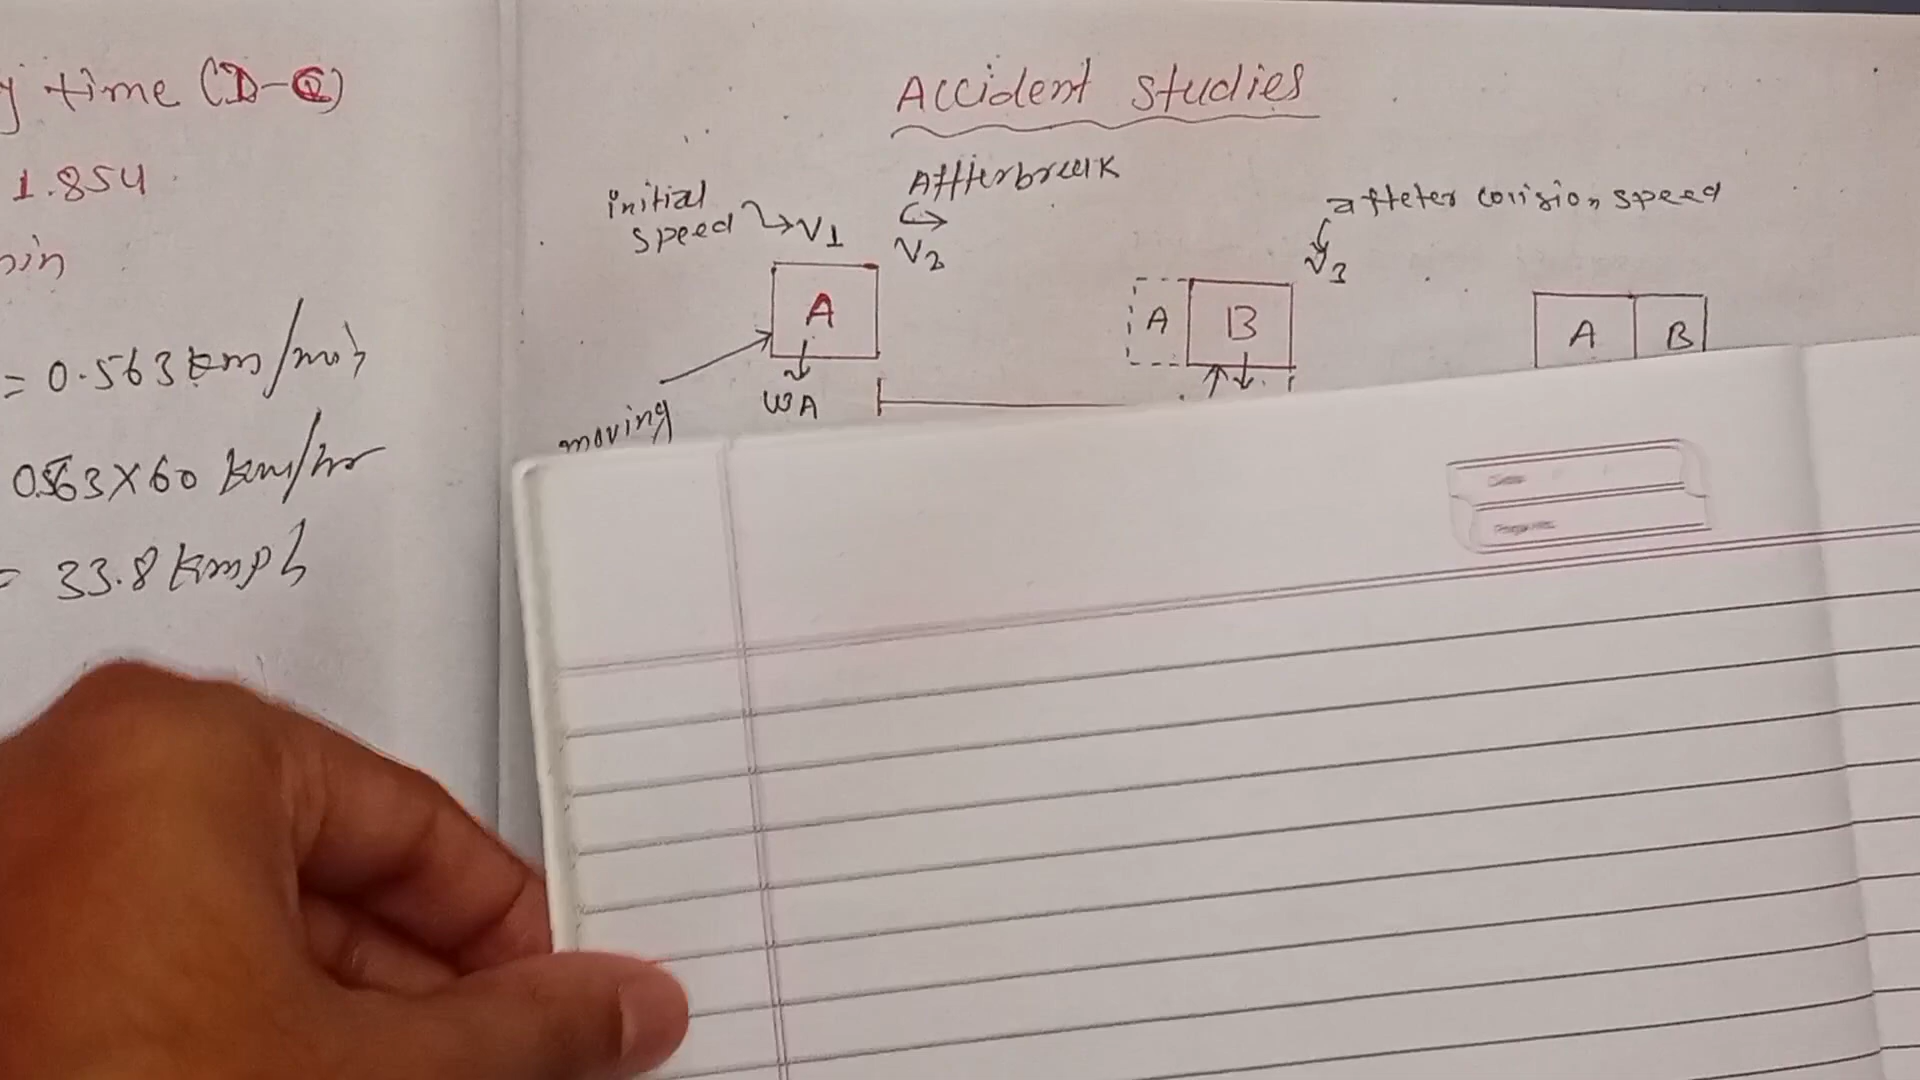 time (D-C)
1.854
= 0.563 km/min
0.563 X 60 km/hr
= 33.8 kmph
Accident studies
initial
speed V1
Affterbreak
V2
afteter collision speed
V3
A
A
B
A
B
WA
moving